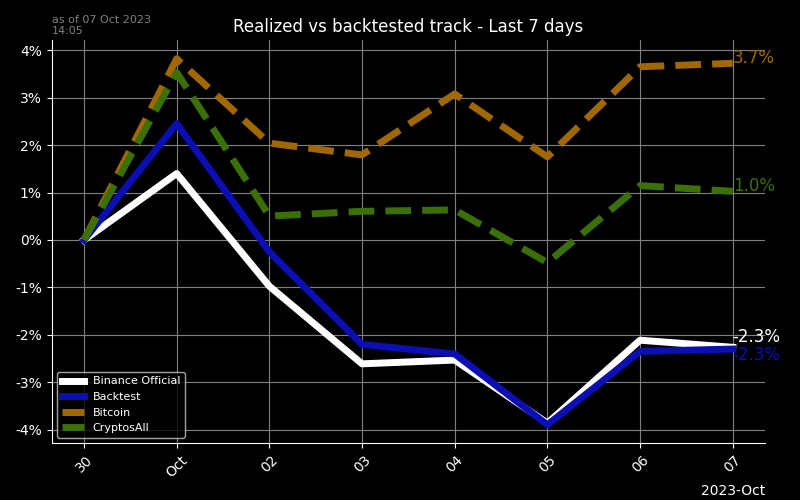 as of 07 Oct 2023
14:05
Realized vs backtested track - Last 7 days
4%
3%
2%
1%
0%
-1%
-2%
-3%
-4%
3.7%
1.0%
-2.3%
-2.3%
Binance Official
Backtest
Bitcoin
CryptosAll
30
Oct
02
03
04
05
06
07
2023-Oct